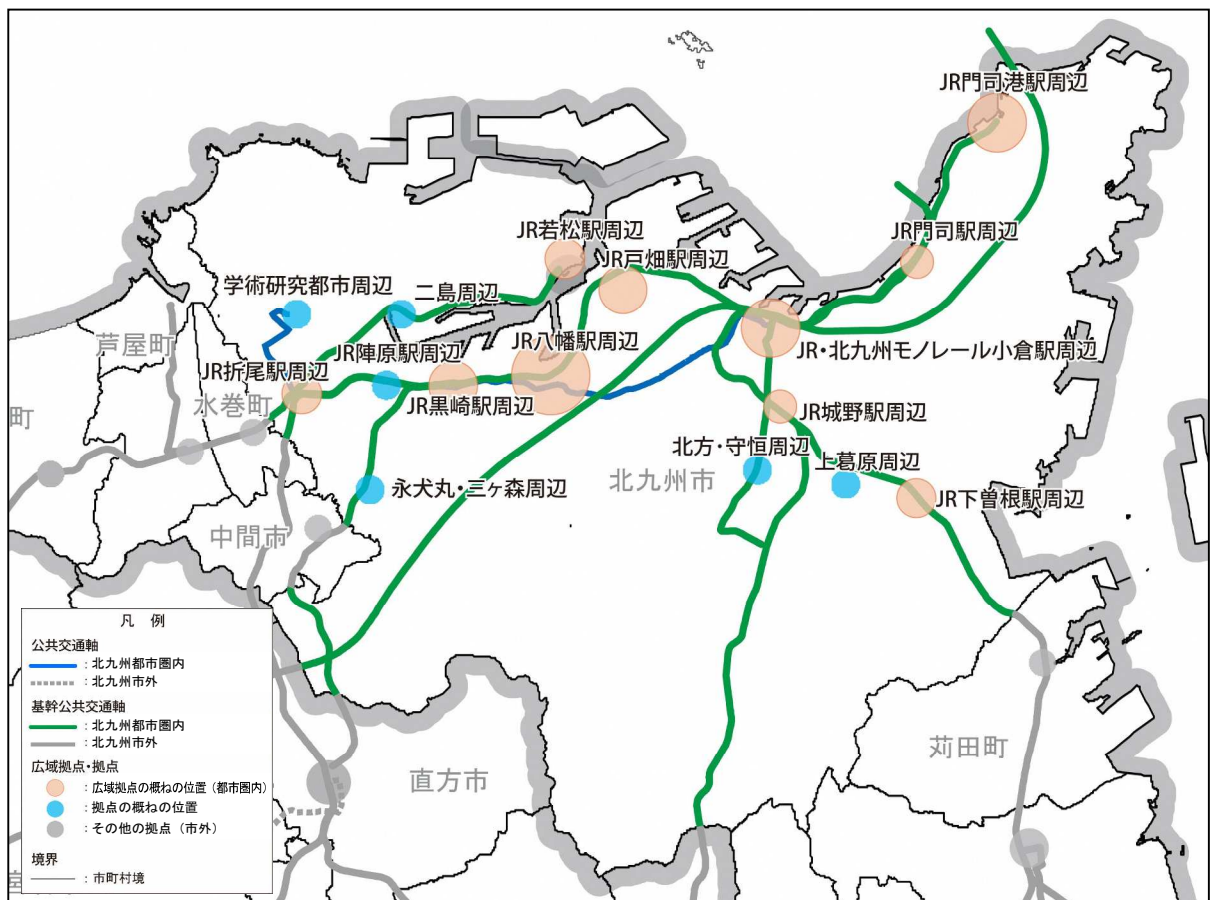 JR門司港駅周辺
JR若松駅周辺
JR門司駅周辺
JR戸畑駅周辺
学術研究都市周辺
二島周辺
芦屋町
JR陣原駅周辺
JR八幡駅周辺
JR・北九州モノレール小倉駅周辺
JR折尾駅周辺
水巻町
JR黒崎駅周辺
JR城野駅周辺
町
北方・守恒周辺
上葛原周辺
北九州市
永犬丸・三ヶ森周辺
JR下曽根駅周辺
中間市
苅田町
直方市
凡 例
公共交通軸
：北九州都市圏内
：北九州市外
基幹公共交通軸
：北九州都市圏内
：北九州市外
広域拠点・拠点
：広域拠点の概ねの位置（都市圏内）
：拠点の概ねの位置
：その他の拠点（市外）
境界
：市町村境